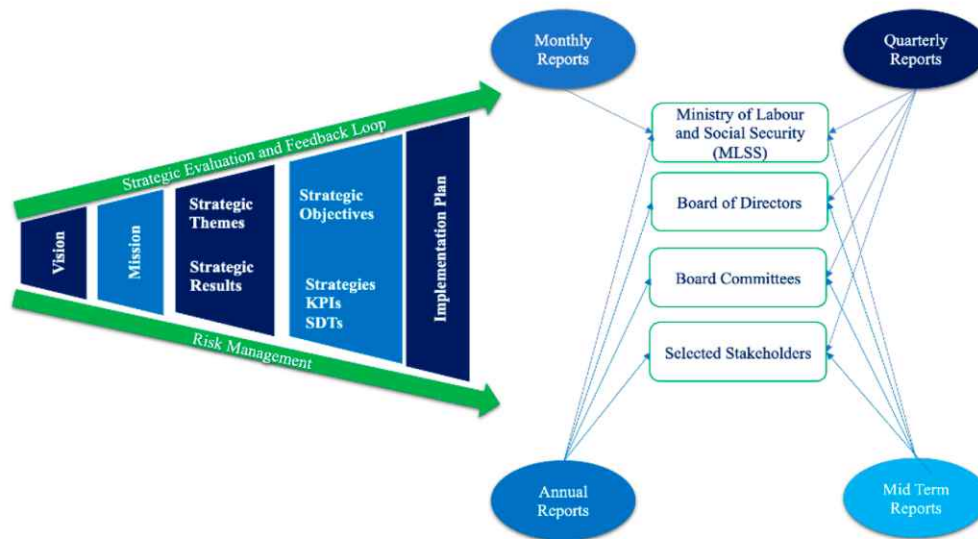 Strategic Evaluation and Feedback Loop
Vision
Mission
Strategic
Themes
Strategic
Results
Strategic
Objectives
Strategies
KPIs
SDTs
Implementation Plan
Risk Management
Monthly
Reports
Quarterly
Reports
Ministry of Labour
and Social Security
(MLSS)
Board of Directors
Board Committees
Selected Stakeholders
Annual
Reports
Mid Term
Reports